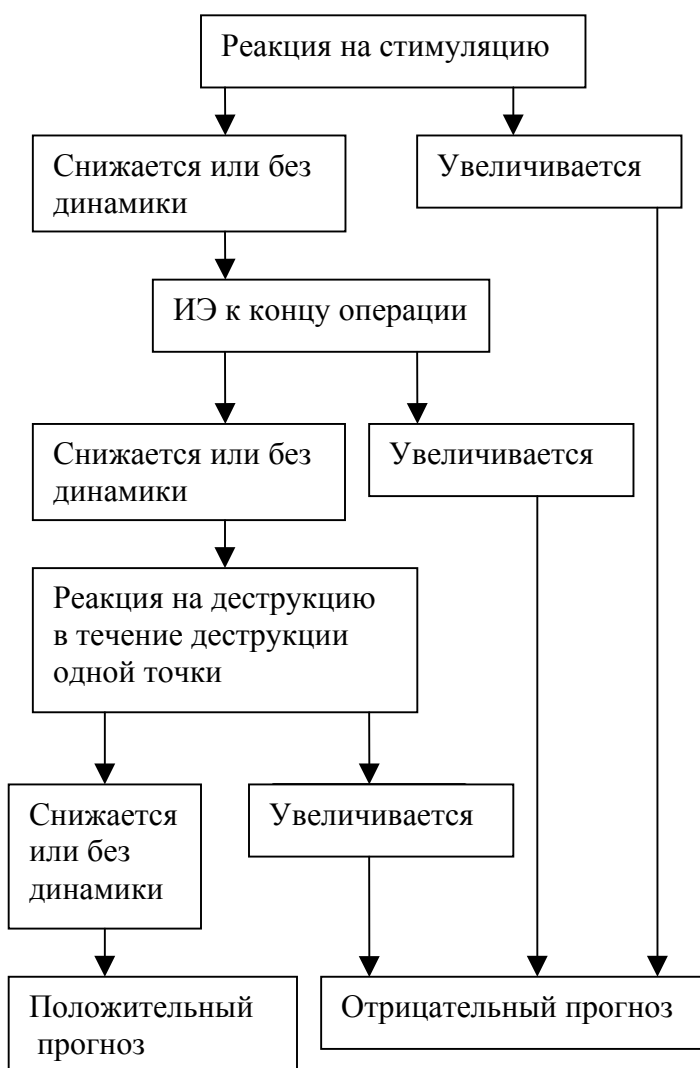 Реакция на стимуляцию
Снижается или без
динамики
Увеличивается
ИЭ к концу операции
Снижается или без
динамики
Увеличивается
Реакция на деструкцию
в течение деструкции
одной точки
Снижается
или без
динамики
Увеличивается
Положительный
прогноз
Отрицательный прогноз